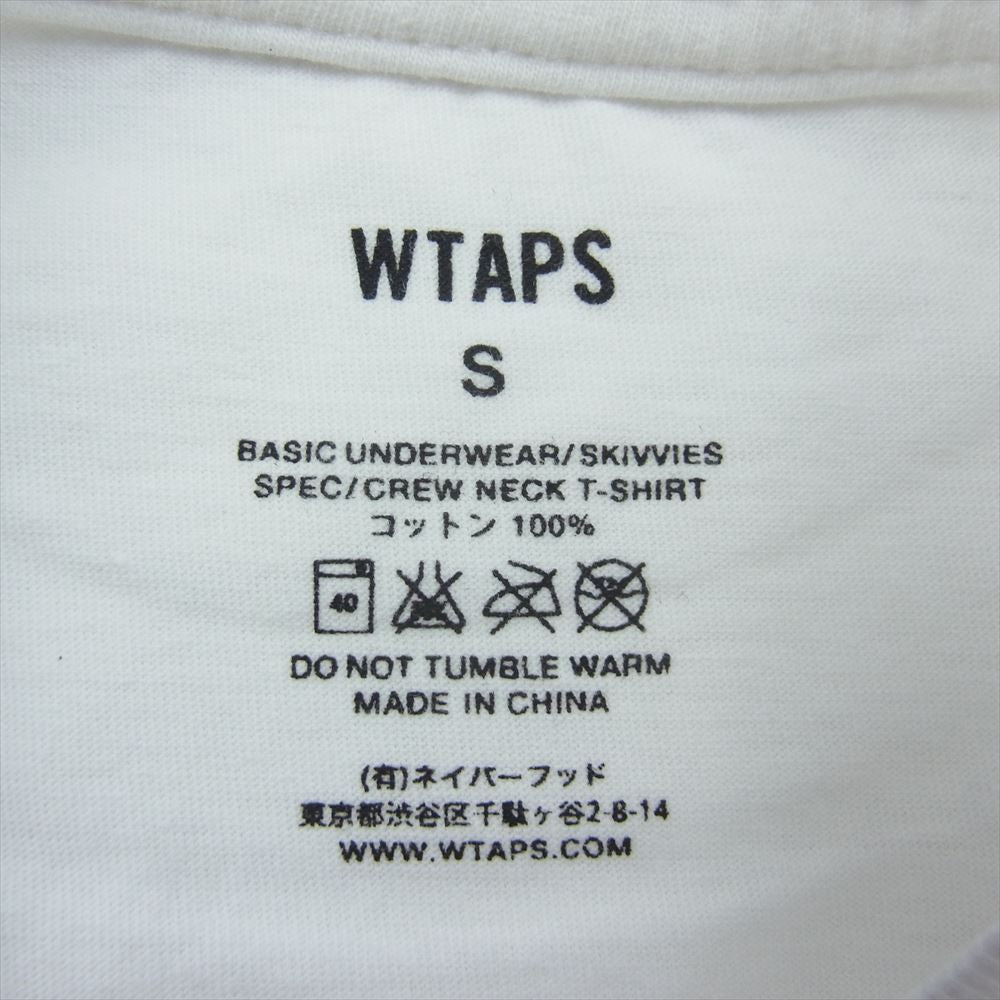 WTAPS
S
BASIC UNDERWEAR/SKIVVIES
SPEC/CREW NECK T-SHIRT
コットン 100%
40
DO NOT TUMBLE WARM
MADE IN CHINA
(有)ネイバーフッド
東京都渋谷区千駄ヶ谷2-8-14
WWW.WTAPS.COM